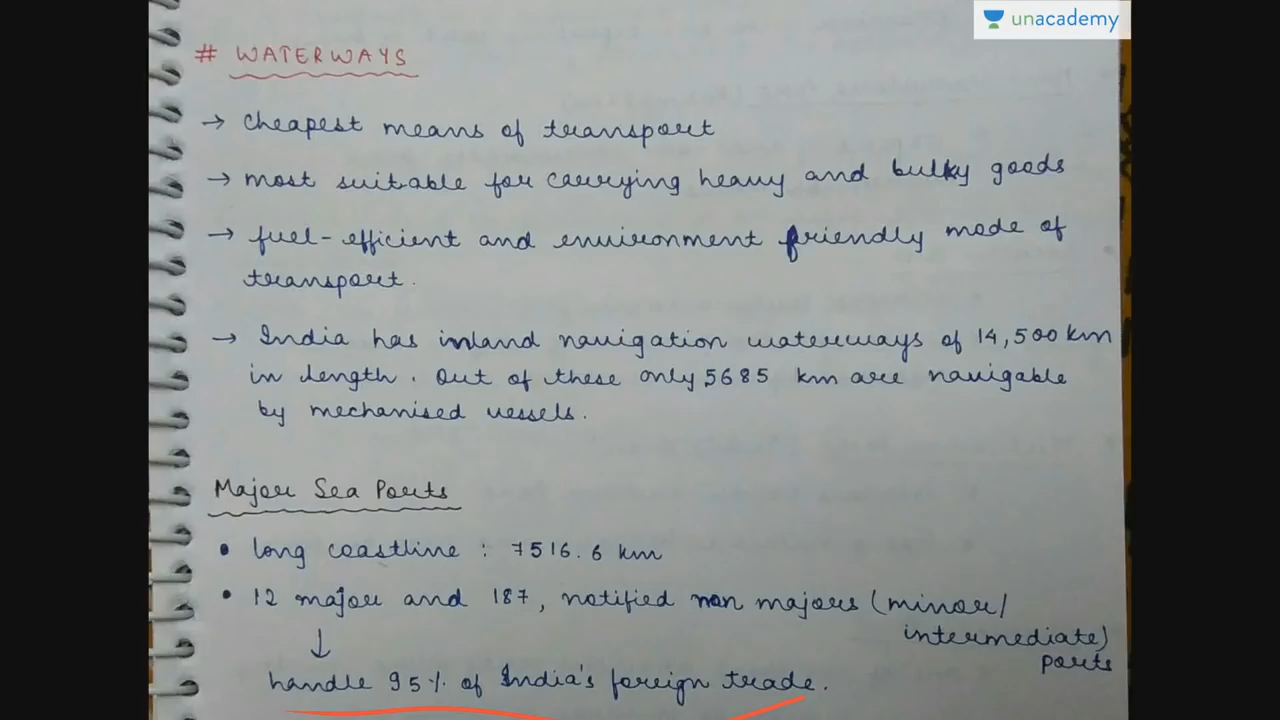 unacademy
# WATERWAYS
→ cheapest means of transport
→ most suitable for carrying heavy and bulky goods
→ fuel-efficient and environment friendly mode of
transport.
→ India has inland navigation waterways of 14,500 km
in length. Out of these only 5685 km are navigable
by mechanised vessels.
Major Sea Ports
• long coastline : 7516.6 km
• 12 major and 187, notified non majors (minor/
intermediate)
ports
↓
handle 95% of India's foreign trade.